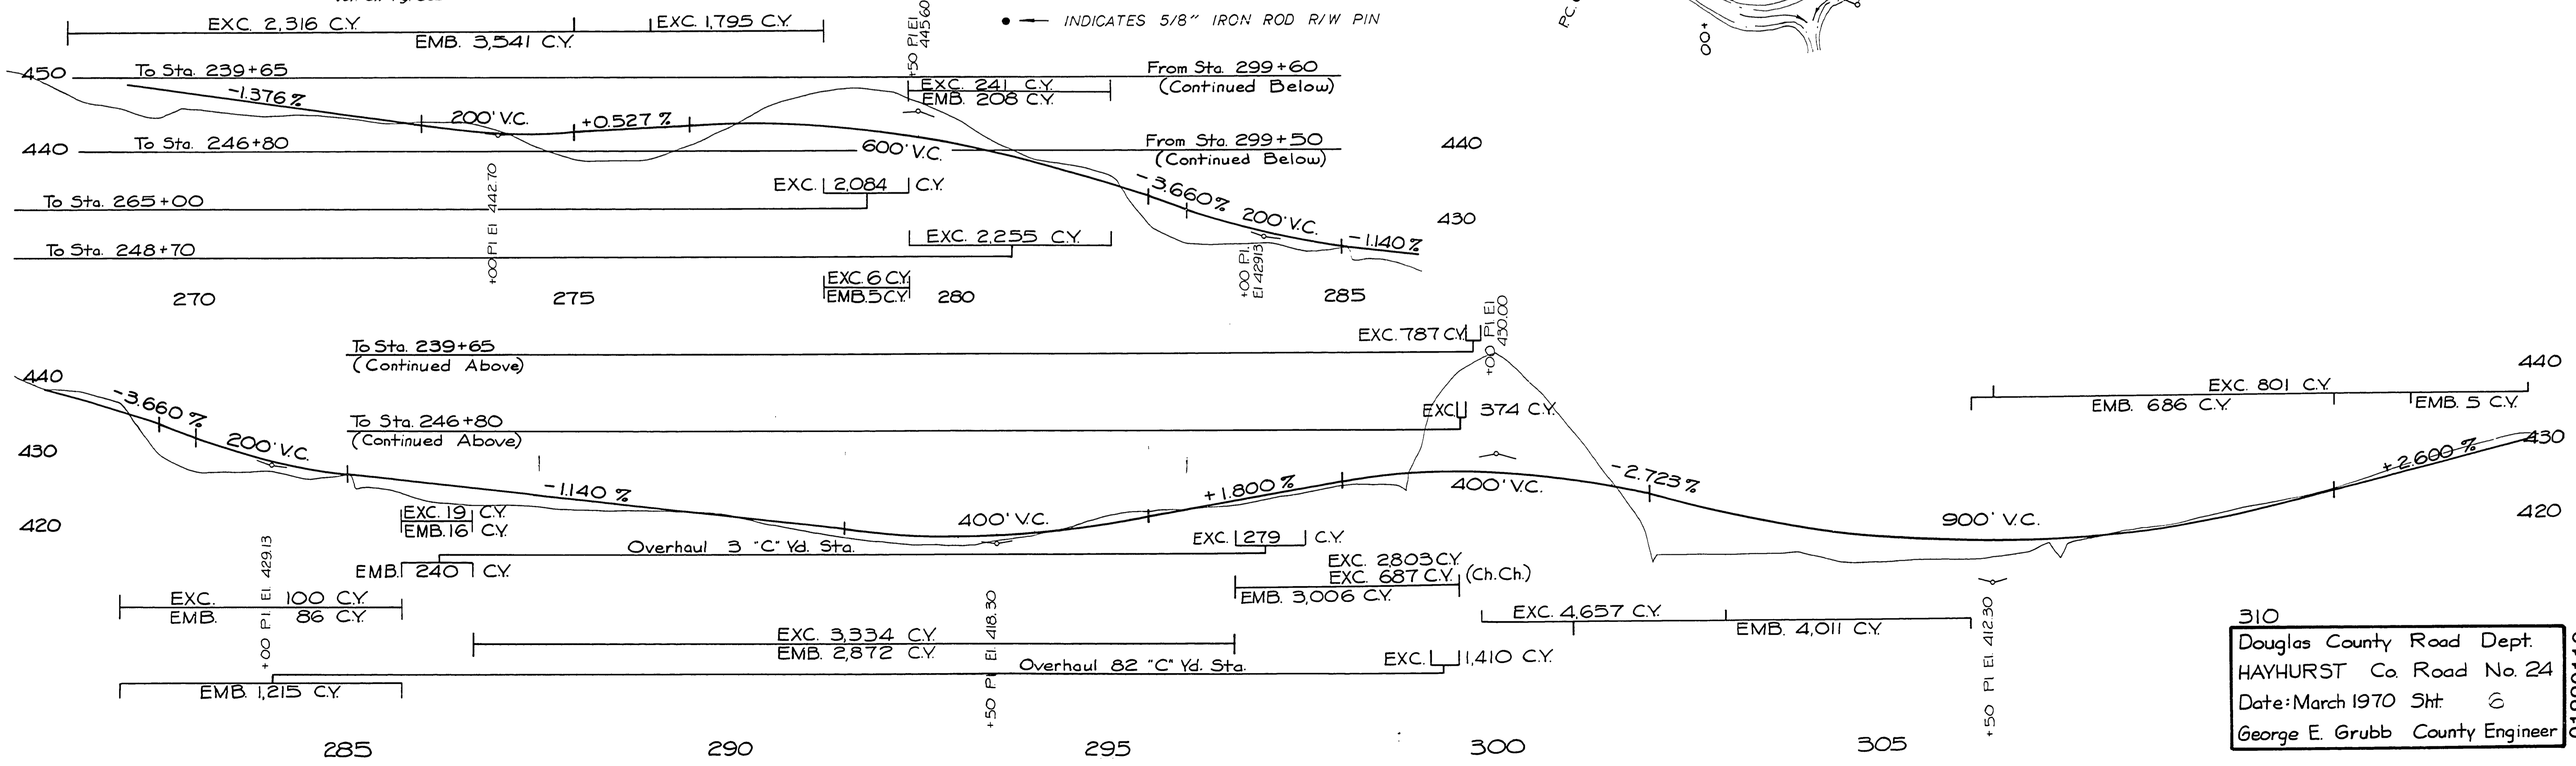 EXC. 2,316 C.Y.
EXC. 1,795 C.Y.
EMB. 3,541 C.Y.
+50 P.I. El.
445.60
INDICATES 5/8" IRON ROD R/W PIN
P.C.
+00
450
To Sta. 239+65
From Sta. 299+60
(Continued Below)
EXC. 241 C.Y.
EMB. 208 C.Y.
-1.376 %
200' V.C.
+0.527 %
440
To Sta. 246+80
600' V.C.
From Sta. 299+50
(Continued Below)
440
+00 P.I. El. 442.70
EXC. 2,084 C.Y.
-3.660 %
To Sta. 265+00
200' V.C.
430
EXC. 2,255 C.Y.
-1.140 %
To Sta. 248+70
+00 P.I.
El. 429.13
EXC. 6 C.Y.
EMB. 5 C.Y.
270
275
280
285
EXC. 787 C.Y.
+00 P.I. El.
430.00
To Sta. 239+65
(Continued Above)
440
440
-3.660 %
EXC. 801 C.Y.
EMB. 686 C.Y.
EMB. 5 C.Y.
EXC. 374 C.Y.
To Sta. 246+80
(Continued Above)
430
200' V.C.
430
-1.140 %
+1.800 %
400' V.C.
-2.723 %
+2.600 %
420
EXC. 19 C.Y.
EMB. 16 C.Y.
400' V.C.
900' V.C.
420
Overhaul 3 "C" Yd. Sta.
EXC. 279 C.Y.
EMB. 240 C.Y.
EXC. 2803 C.Y.
EXC. 687 C.Y. (Ch.Ch.)
EMB. 3,006 C.Y.
+00 P.I. El. 429.13
EXC. 100 C.Y.
EMB. 86 C.Y.
EXC. 4,657 C.Y.
EMB. 4,011 C.Y.
+50 P.I. El. 418.30
EXC. 3,334 C.Y.
EMB. 2,872 C.Y.
+50 P.I. El. 412.30
Overhaul 82 "C" Yd. Sta.
EXC. 1,410 C.Y.
EMB. 1,215 C.Y.
285
290
295
300
305
310
Douglas County Road Dept.
HAYHURST Co. Road No. 24
Date: March 1970 Sht. 6
George E. Grubb County Engineer